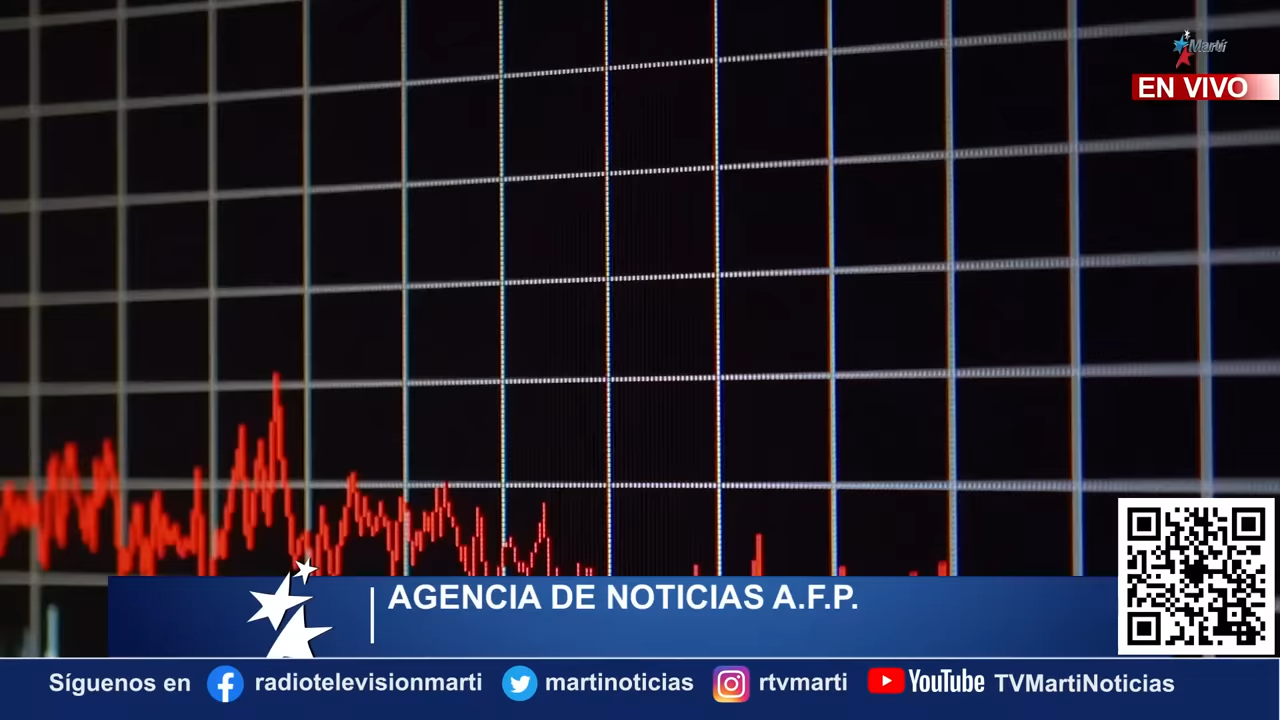 Martí
EN VIVO
AGENCIA DE NOTICIAS A.F.P.
Síguenos en radiotelevisionmarti martinoticias rtvmarti YouTube TVMartiNoticias